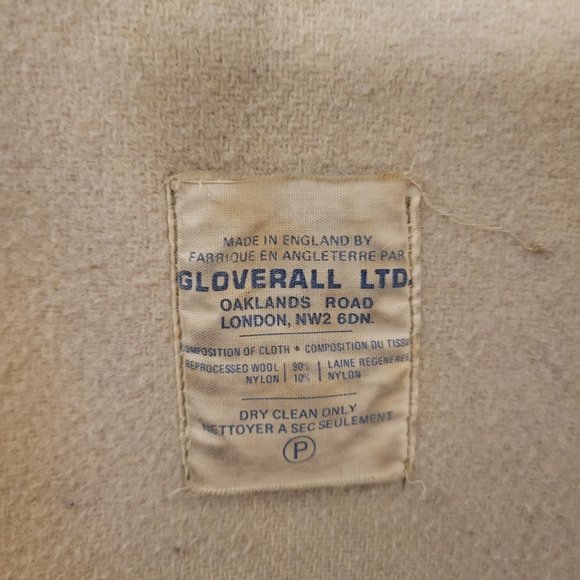 MADE IN ENGLAND BY
FABRIQUE EN ANGLETERRE PAR
GLOVERALL LTD.
OAKLANDS ROAD
LONDON, NW2 6DN.
COMPOSITION OF CLOTH + COMPOSITION DU TISSU
REPROCESSED WOOL | 90% | LAINE REGENEREE
NYLON | 10% | NYLON
DRY CLEAN ONLY
NETTOYER A SEC SEULEMENT
P